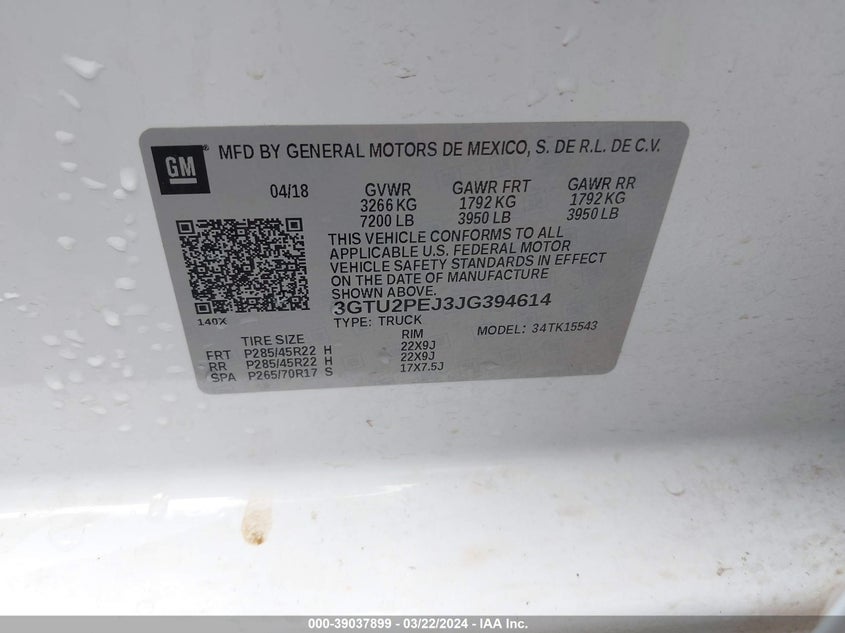 GM ® MFD BY GENERAL MOTORS DE MEXICO, S. DE R.L. DE C.V.
04/18 GVWR GAWR FRT GAWR RR
3266 KG 1792 KG 1792 KG
7200 LB 3950 LB 3950 LB
THIS VEHICLE CONFORMS TO ALL
APPLICABLE U.S. FEDERAL MOTOR
VEHICLE SAFETY STANDARDS IN EFFECT
ON THE DATE OF MANUFACTURE
SHOWN ABOVE.
3GTU2PEJ3JG394614
140X TYPE: TRUCK MODEL: 34TK15543
TIRE SIZE RIM
FRT P285/45R22 H 22X9J
RR P285/45R22 H 22X9J
SPA P265/70R17 S 17X7.5J
000-39037899 - 03/22/2024 - IAA Inc.